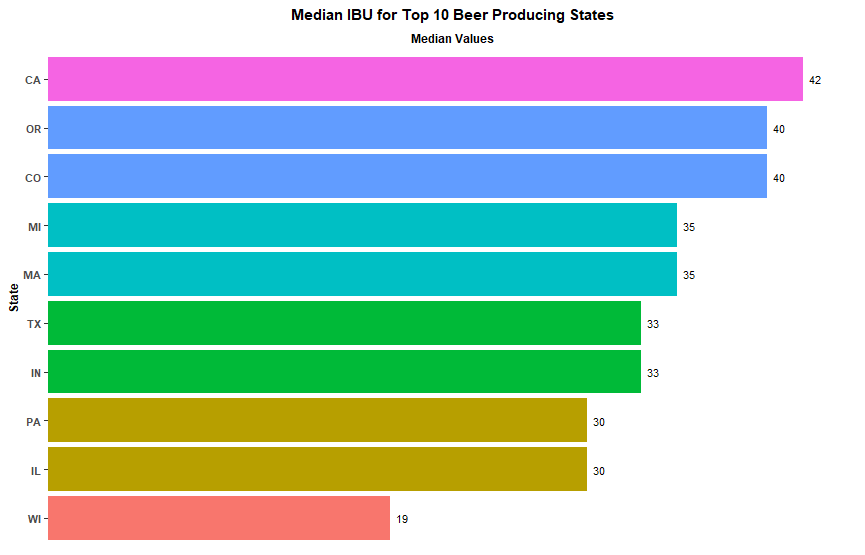 Median IBU for Top 10 Beer Producing States
Median Values
CA 42
OR 40
CO 40
MI 35
MA 35
State
TX 33
IN 33
PA 30
IL 30
WI 19